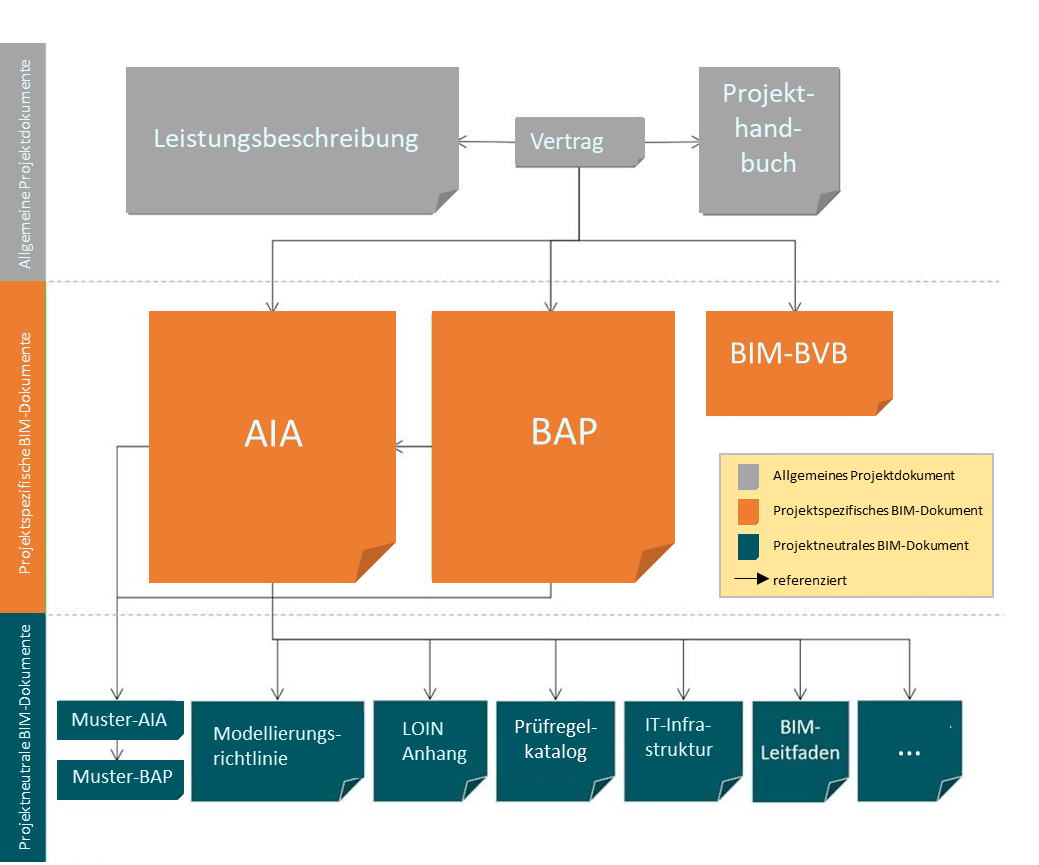 Allgemeine Projektdokumente
Leistungsbeschreibung
Vertrag
Projekt-
hand-
buch
Projektspezifische BIM-Dokumente
AIA
BAP
BIM-BVB
Allgemeines Projektdokument
Projektspezifisches BIM-Dokument
Projektneutrales BIM-Dokument
referenziert
Projektneutrale BIM-Dokumente
Muster-AIA
Muster-BAP
Modellierungs-
richtlinie
LOIN
Anhang
Prüfregel-
katalog
IT-Infra-
struktur
BIM-
Leitfaden
...